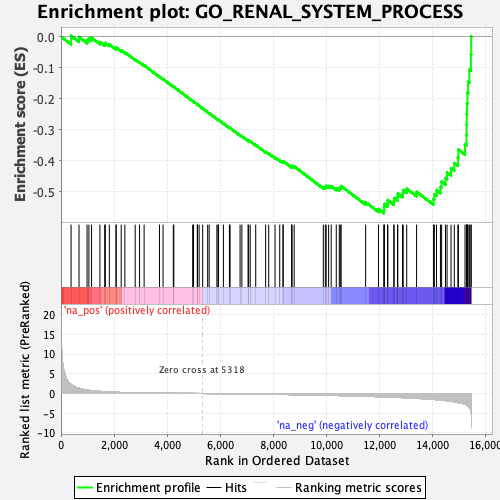 Enrichment plot: GO_RENAL_SYSTEM_PROCESS
Enrichment score (ES)
0.0
-0.1
-0.2
-0.3
-0.4
-0.5
'na_pos' (positively correlated)
Ranked list metric (PreRanked)
20
15
10
5
0
-5
-10
Zero cross at 5318
'na_neg' (negatively correlated)
0
2,000
4,000
6,000
8,000
10,000
12,000
14,000
16,000
Rank in Ordered Dataset
Enrichment profile
Hits
Ranking metric scores